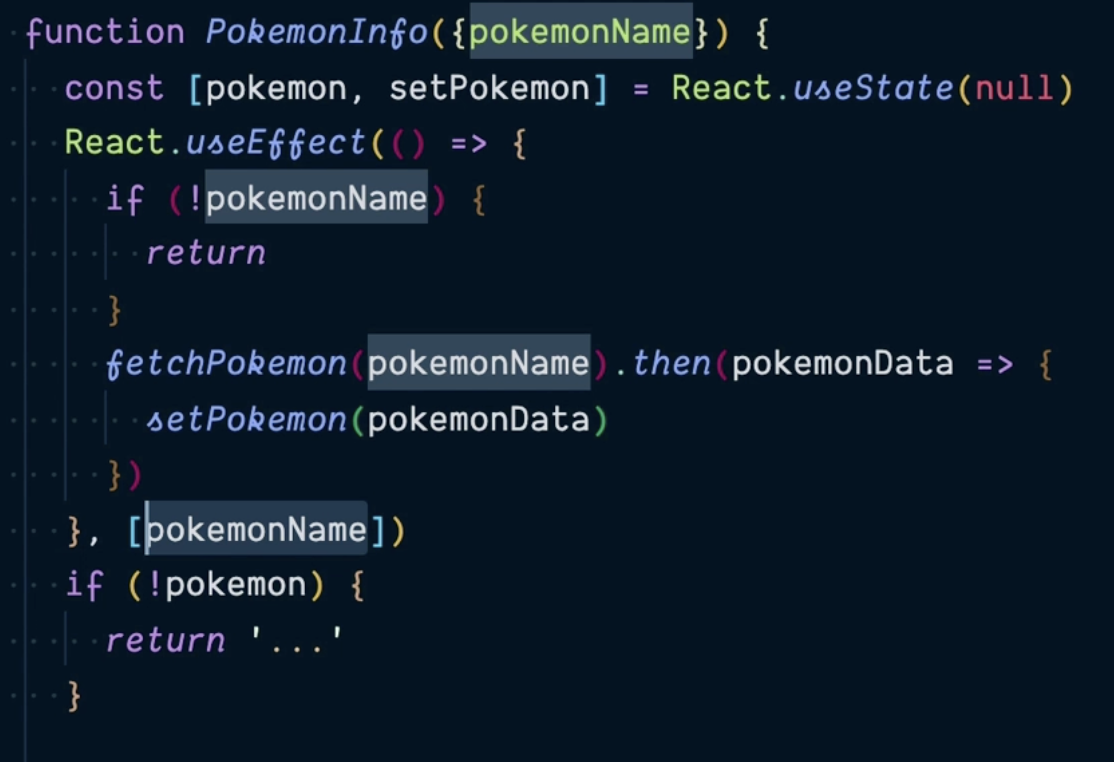 function PokemonInfo({pokemonName}) {
const [pokemon, setPokemon] = React.useState(null)
React.useEffect(() => {
if (!pokemonName) {
return
}
fetchPokemon(pokemonName).then(pokemonData => {
setPokemon(pokemonData)
})
}, [pokemonName])
if (!pokemon) {
return '...'
}